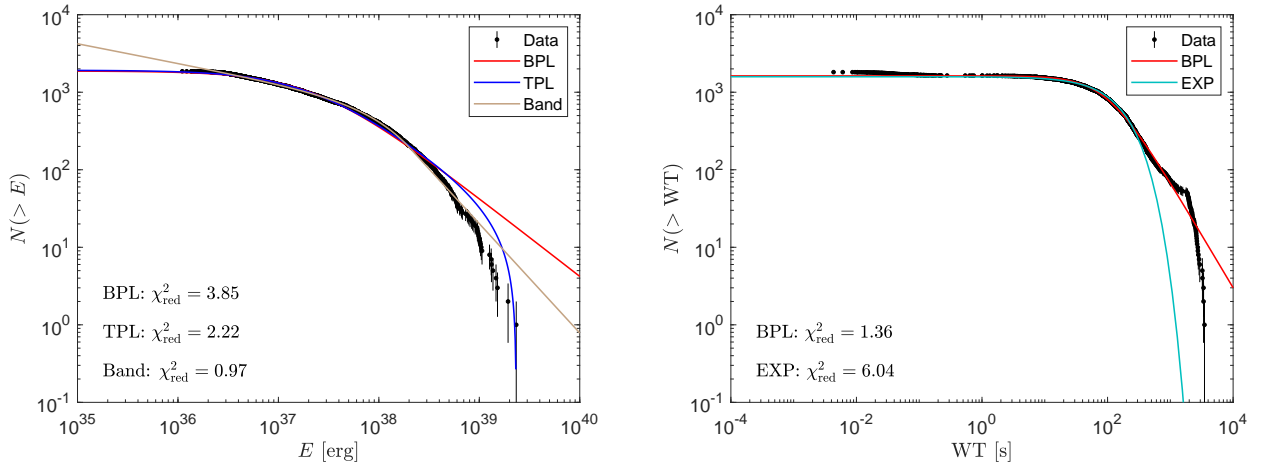 10^4
10^3
10^2
10^1
10^0
10^-1
N(> E)
Data
BPL
TPL
Band
BPL: χ²_red = 3.85
TPL: χ²_red = 2.22
Band: χ²_red = 0.97
10^35 10^36 10^37 10^38 10^39 10^40
E [erg]
10^4
10^3
10^2
10^1
10^0
10^-1
N(> WT)
Data
BPL
EXP
BPL: χ²_red = 1.36
EXP: χ²_red = 6.04
10^-4 10^-2 10^0 10^2 10^4
WT [s]